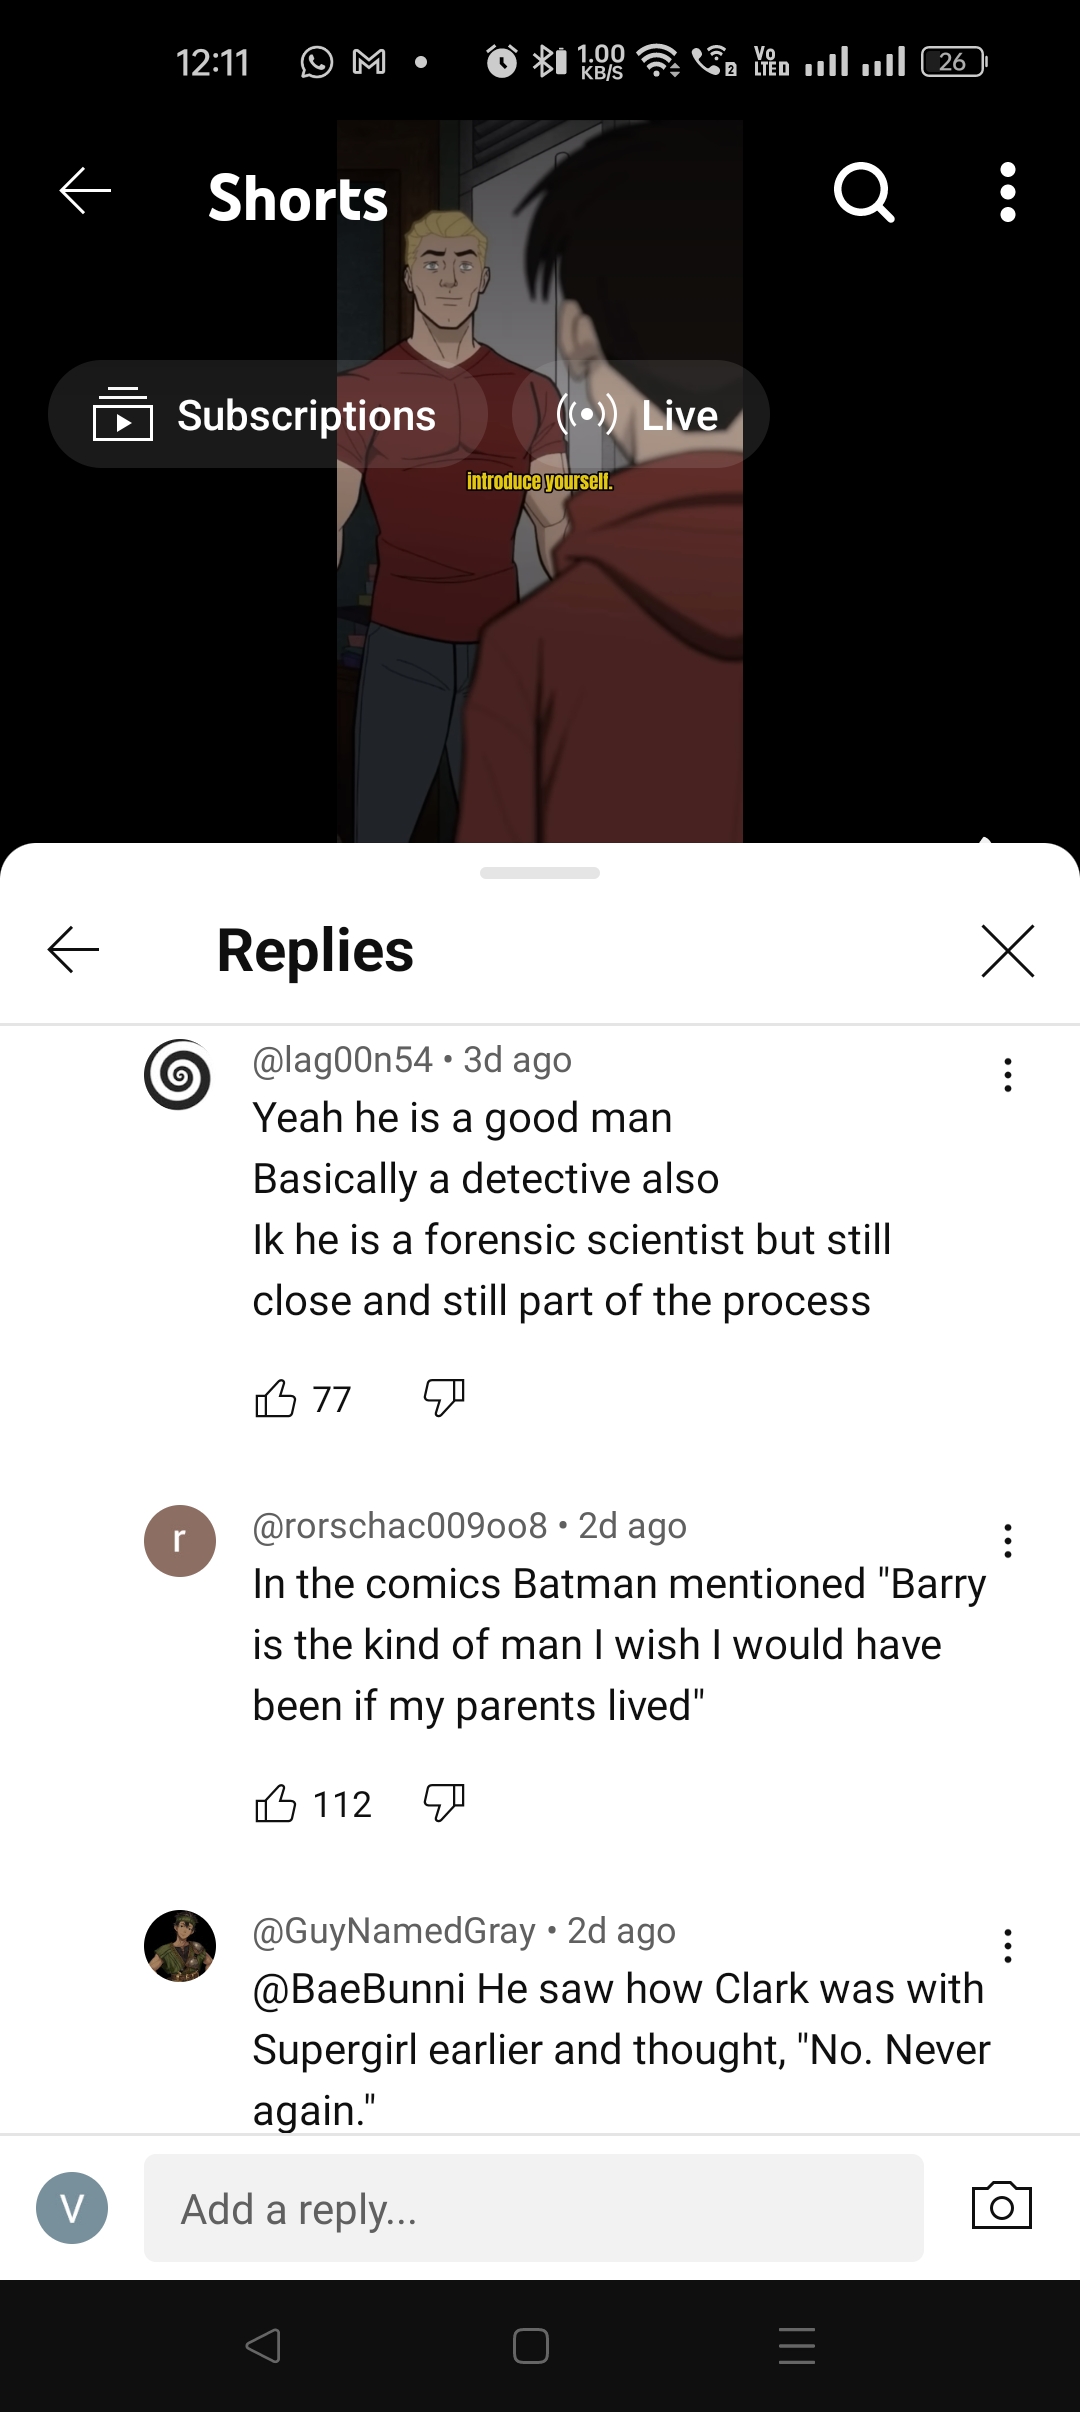 12:11
1.00
KB/S
2
Vo
LTED
26
Shorts
Subscriptions
Live
introduce yourself.
Replies
@lag00n54 • 3d ago
Yeah he is a good man
Basically a detective also
Ik he is a forensic scientist but still
close and still part of the process
77
r
@rorschac009oo8 • 2d ago
In the comics Batman mentioned "Barry
is the kind of man I wish I would have
been if my parents lived"
112
@GuyNamedGray • 2d ago
@BaeBunni He saw how Clark was with
Supergirl earlier and thought, "No. Never
again."
V
Add a reply...